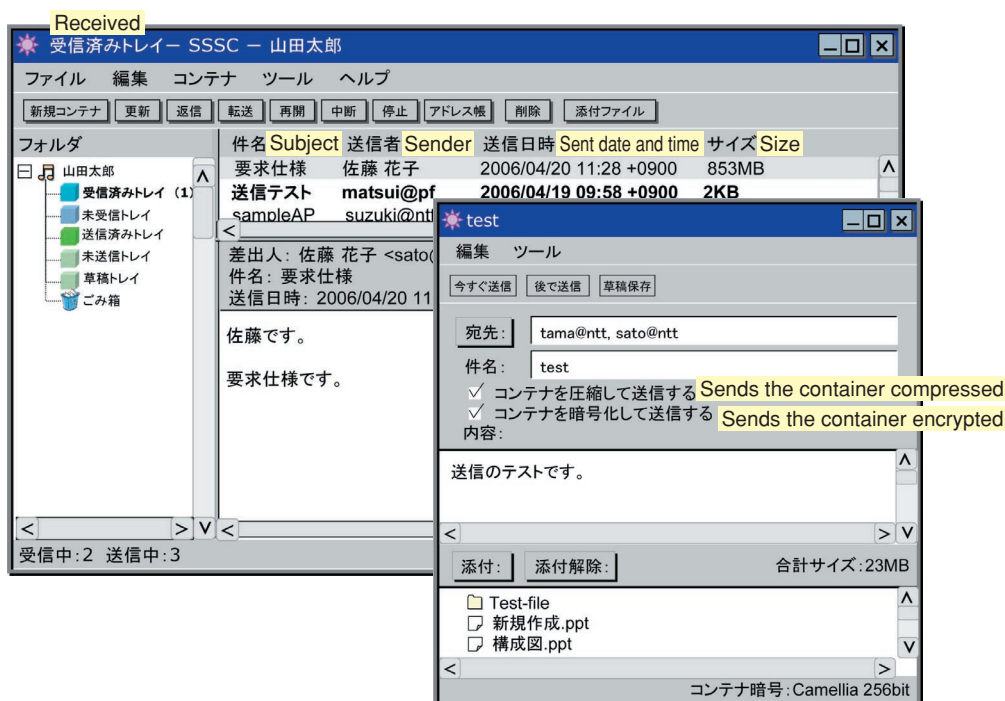 Received
受信済みトレイー SSSC － 山田太郎
ファイル 編集 コンテナ ツール ヘルプ
新規コンテナ 更新 返信 転送 再開 中断 停止 アドレス帳 削除 添付ファイル
フォルダ
件名 Subject 送信者 Sender 送信日時 Sent date and time サイズ Size
要求仕様 佐藤 花子 2006/04/20 11:28 +0900 853MB
送信テスト matsui@pf 2006/04/19 09:58 +0900 2KB
sampleAP suzuki@ntt
山田太郎
受信済みトレイ (1)
未受信トレイ
送信済みトレイ
未送信トレイ
草稿トレイ
ごみ箱
差出人: 佐藤 花子 <sato@
件名: 要求仕様
送信日時: 2006/04/20 11
佐藤です。
要求仕様です。
受信中:2 送信中:3
test
編集 ツール
今すぐ送信 後で送信 草稿保存
宛先: tama@ntt, sato@ntt
件名: test
コンテナを圧縮して送信する Sends the container compressed
コンテナを暗号化して送信する Sends the container encrypted
内容:
送信のテストです。
添付: 添付解除: 合計サイズ:23MB
Test-file
新規作成.ppt
構成図.ppt
コンテナ暗号:Camellia 256bit